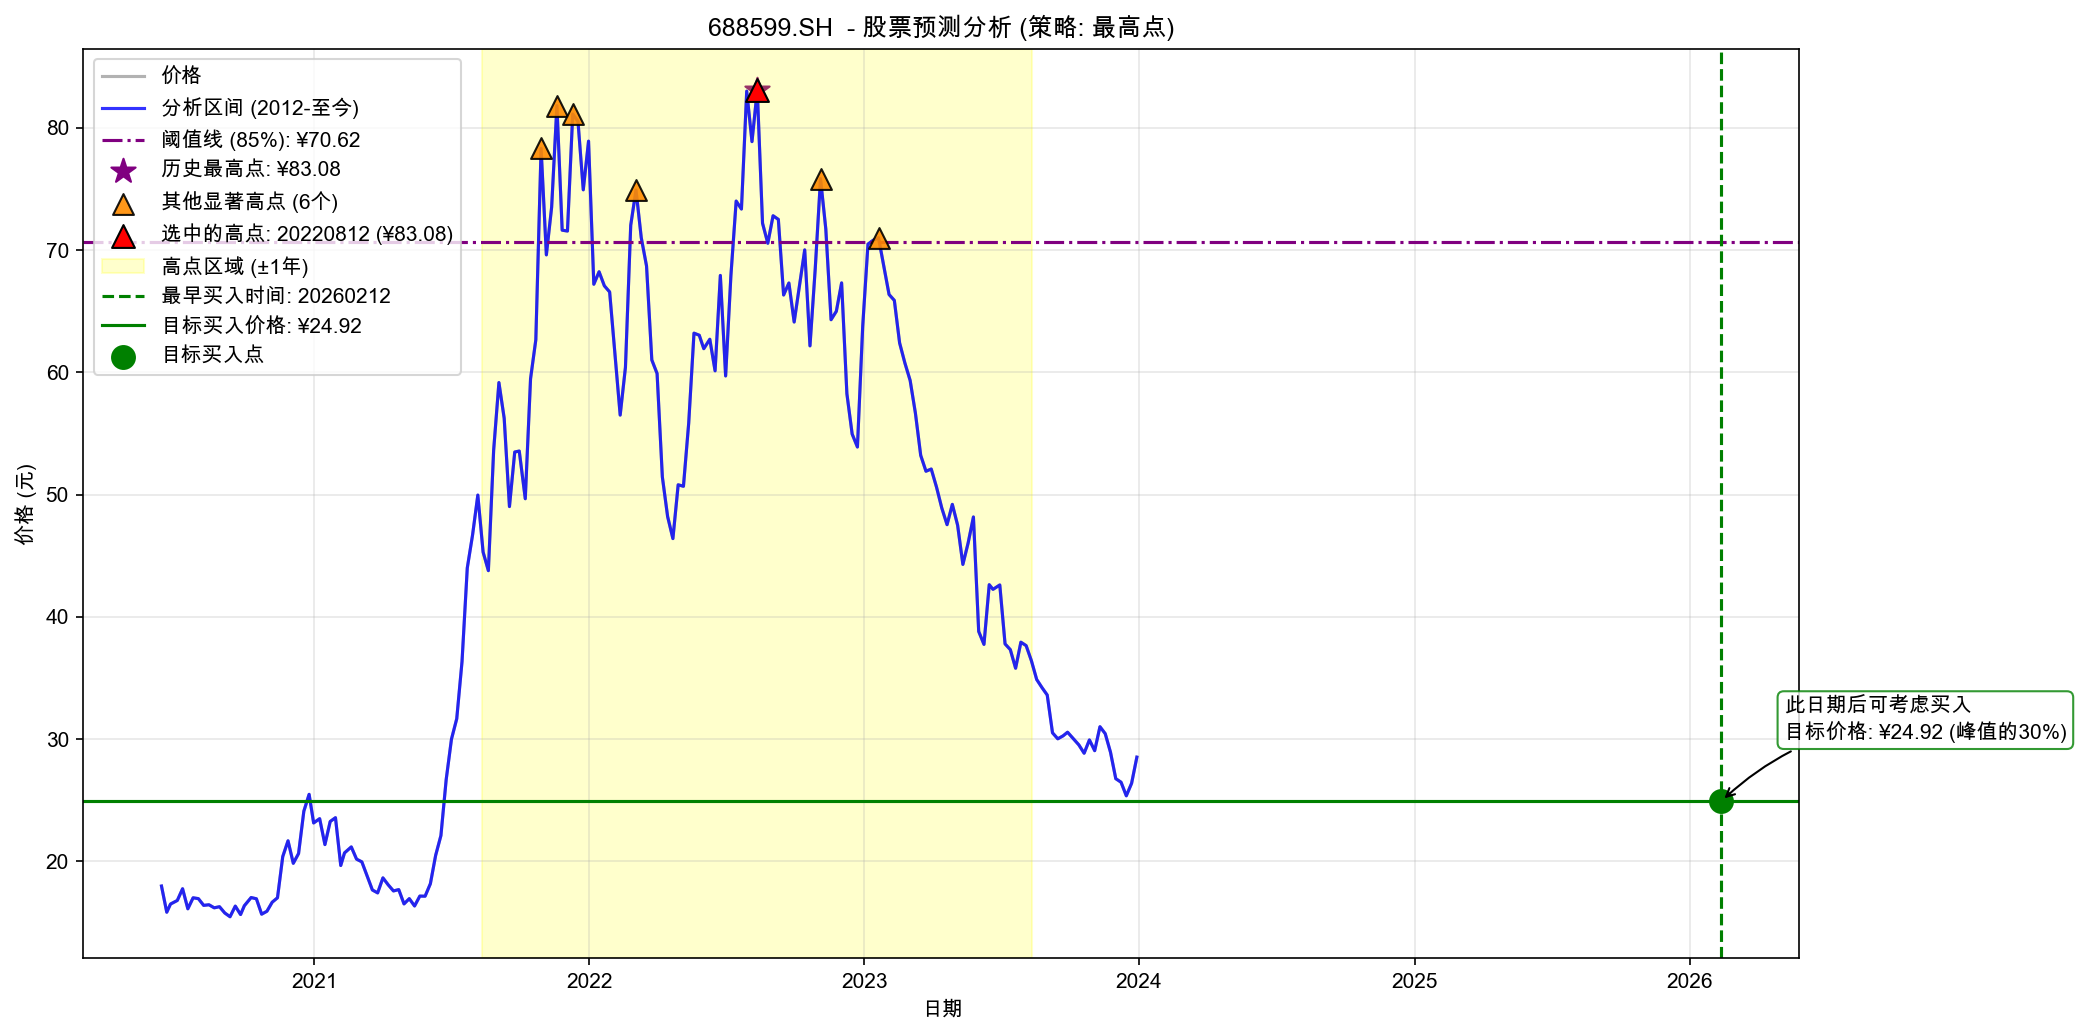 688599.SH  - 股票预测分析 (策略: 最高点)
价格
分析区间 (2012-至今)
阈值线 (85%): ¥70.62
历史最高点: ¥83.08
其他显著高点 (6个)
选中的高点: 20220812 (¥83.08)
高点区域 (±1年)
最早买入时间: 20260212
目标买入价格: ¥24.92
目标买入点
价格 (元)
80
70
60
50
40
30
20
此日期后可考虑买入
目标价格: ¥24.92 (峰值的30%)
2021
2022
2023
2024
2025
2026
日期